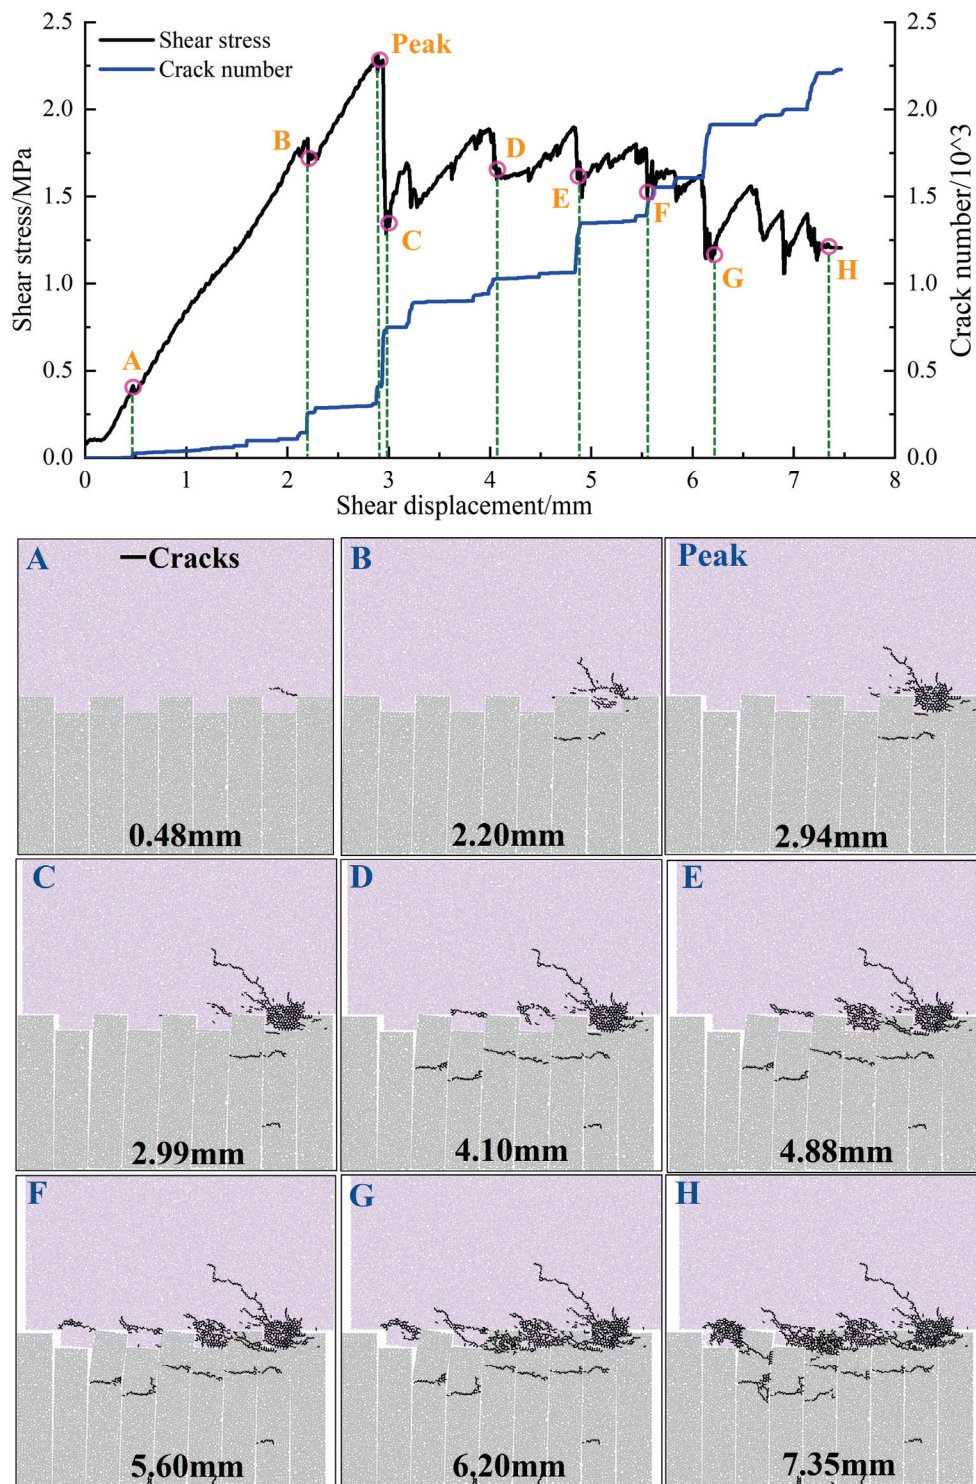 Shear stress
Crack number
Peak
B
D
E
F
C
A
G
H
Shear stress/MPa
2.5
2.0
1.5
1.0
0.5
0.0
Crack number/10^3
2.5
2.0
1.5
1.0
0.5
0.0
0 1 2 3 4 5 6 7 8
Shear displacement/mm
A
Cracks
0.48mm
B
2.20mm
Peak
2.94mm
C
2.99mm
D
4.10mm
E
4.88mm
F
5.60mm
G
6.20mm
H
7.35mm